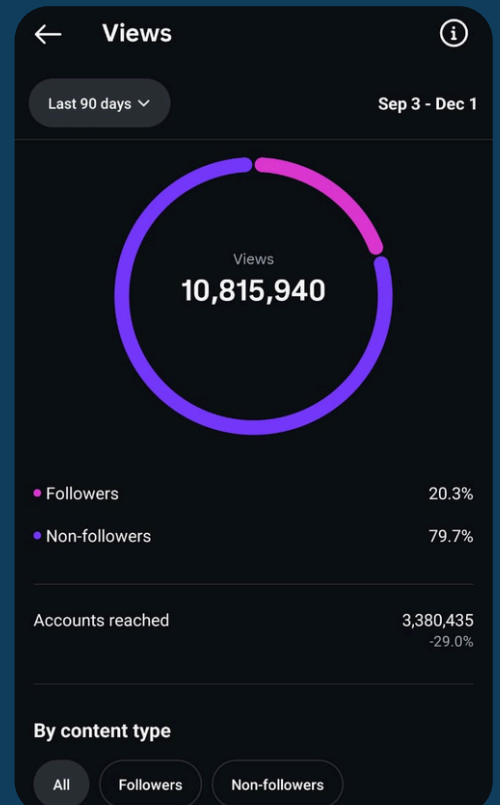 Views
Last 90 days
Sep 3 - Dec 1
Views
10,815,940
Followers 20.3%
Non-followers 79.7%
Accounts reached 3,380,435
-29.0%
By content type
All Followers Non-followers